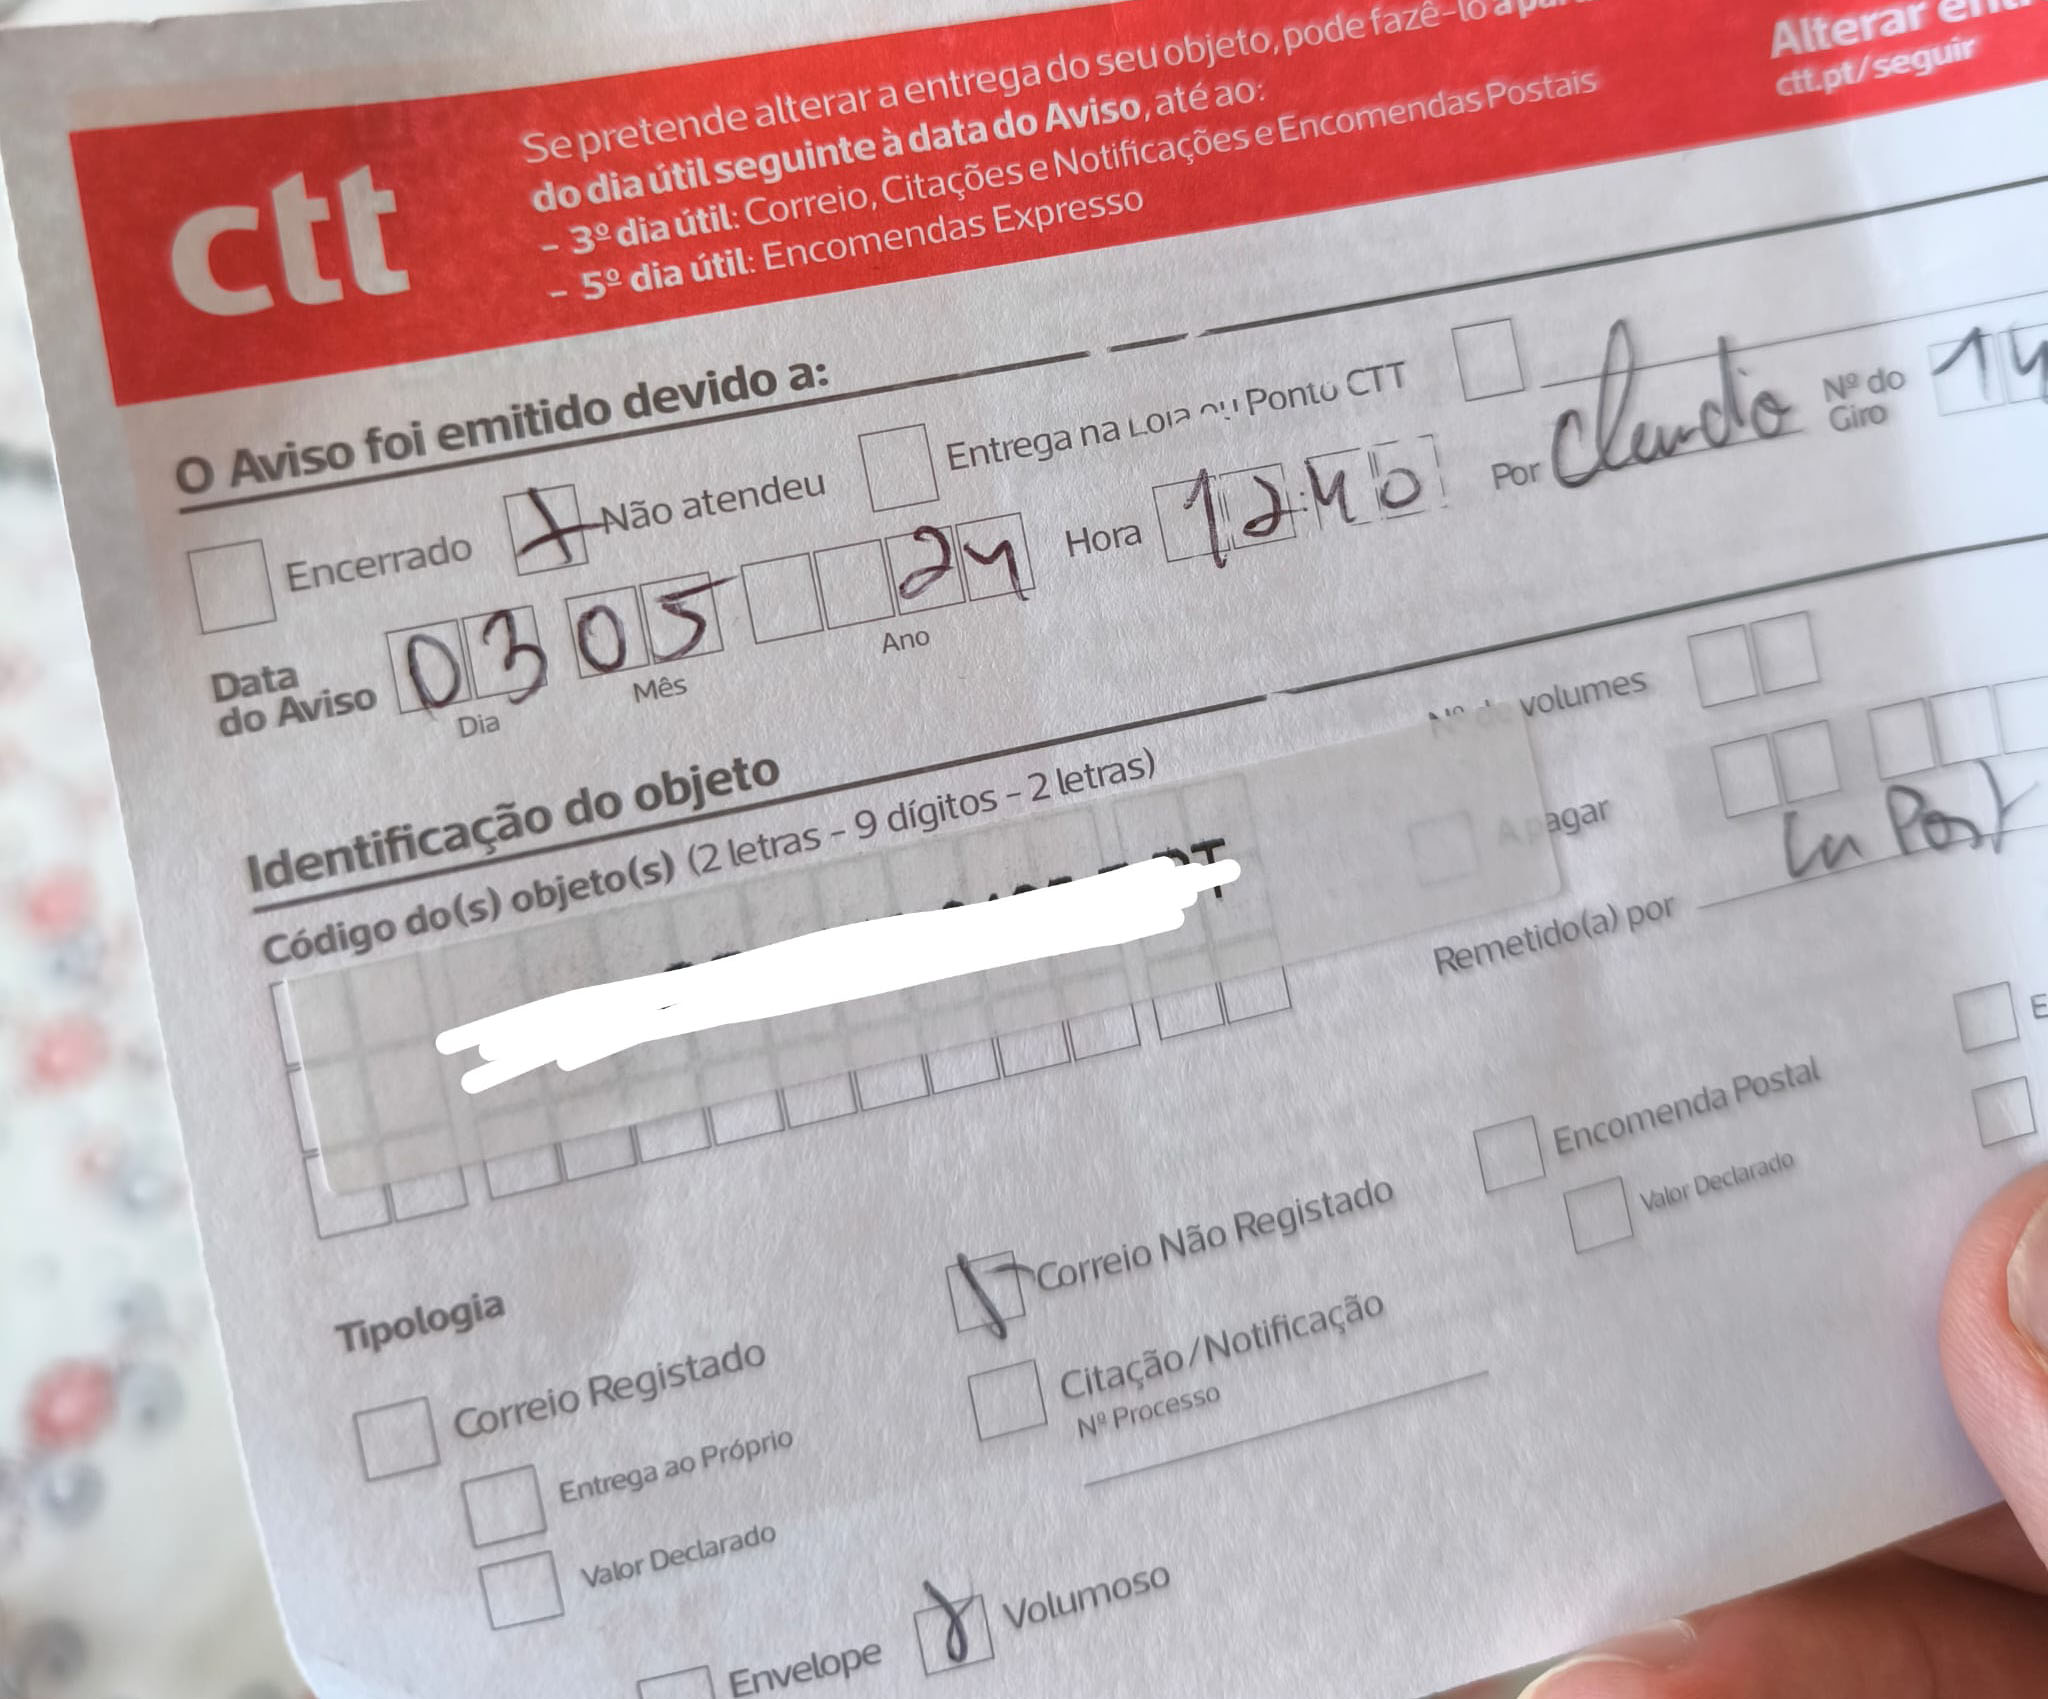 ctt
Se pretende alterar a entrega do seu objeto, pode fazê-lo
do dia útil seguinte à data do Aviso, até ao:
- 3º dia útil: Correio, Citações e Notificações e Encomendas Postais
- 5º dia útil: Encomendas Expresso
Alterar
ctt.pt/seguir
O Aviso foi emitido devido a:
Encerrado
Não atendeu
Entrega na Loja ou Ponto CTT
Data do Aviso
03 05 24
Dia Mês Ano
Hora 12:40
Por Claudio
Nº do Giro 14
Identificação do objeto
Código do(s) objeto(s) (2 letras - 9 dígitos - 2 letras)
Nº de volumes
A pagar
Remetido(a) por In Post
Tipologia
Correio Registado
Entrega ao Próprio
Valor Declarado
Correio Não Registado
Citação/Notificação
Nº Processo
Encomenda Postal
Valor Declarado
Envelope
Volumoso